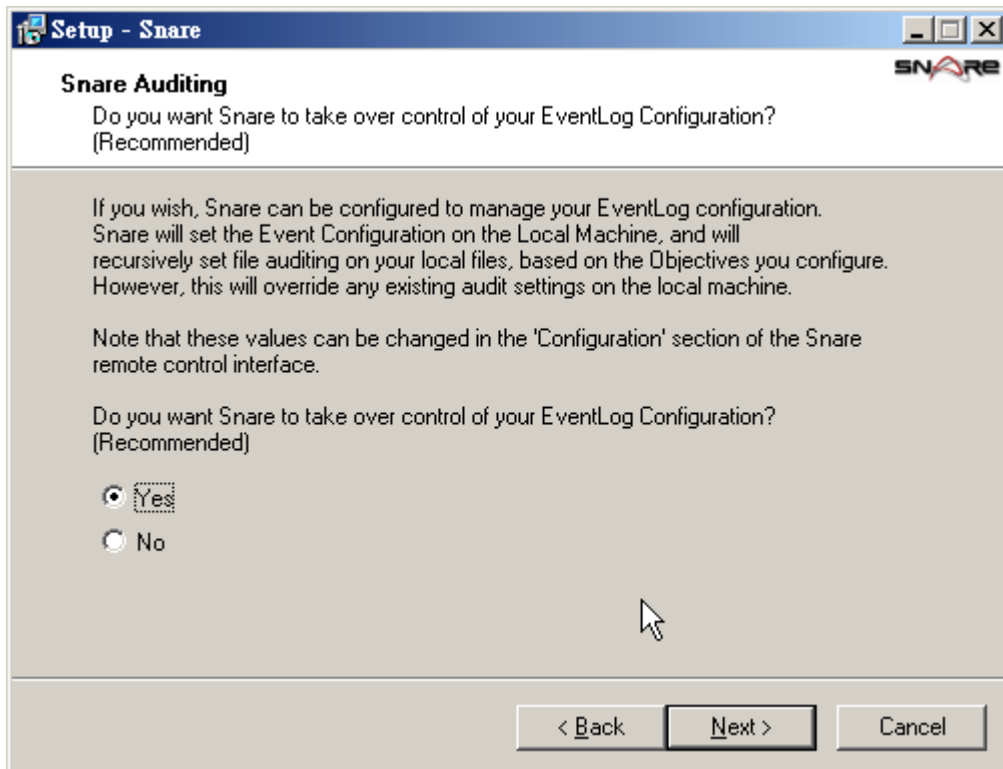 Setup - Snare
SNARe
Snare Auditing
Do you want Snare to take over control of your EventLog Configuration?
(Recommended)
If you wish, Snare can be configured to manage your EventLog configuration.
Snare will set the Event Configuration on the Local Machine, and will
recursively set file auditing on your local files, based on the Objectives you configure.
However, this will override any existing audit settings on the local machine.
Note that these values can be changed in the 'Configuration' section of the Snare
remote control interface.
Do you want Snare to take over control of your EventLog Configuration?
(Recommended)
Yes
No
< Back Next > Cancel